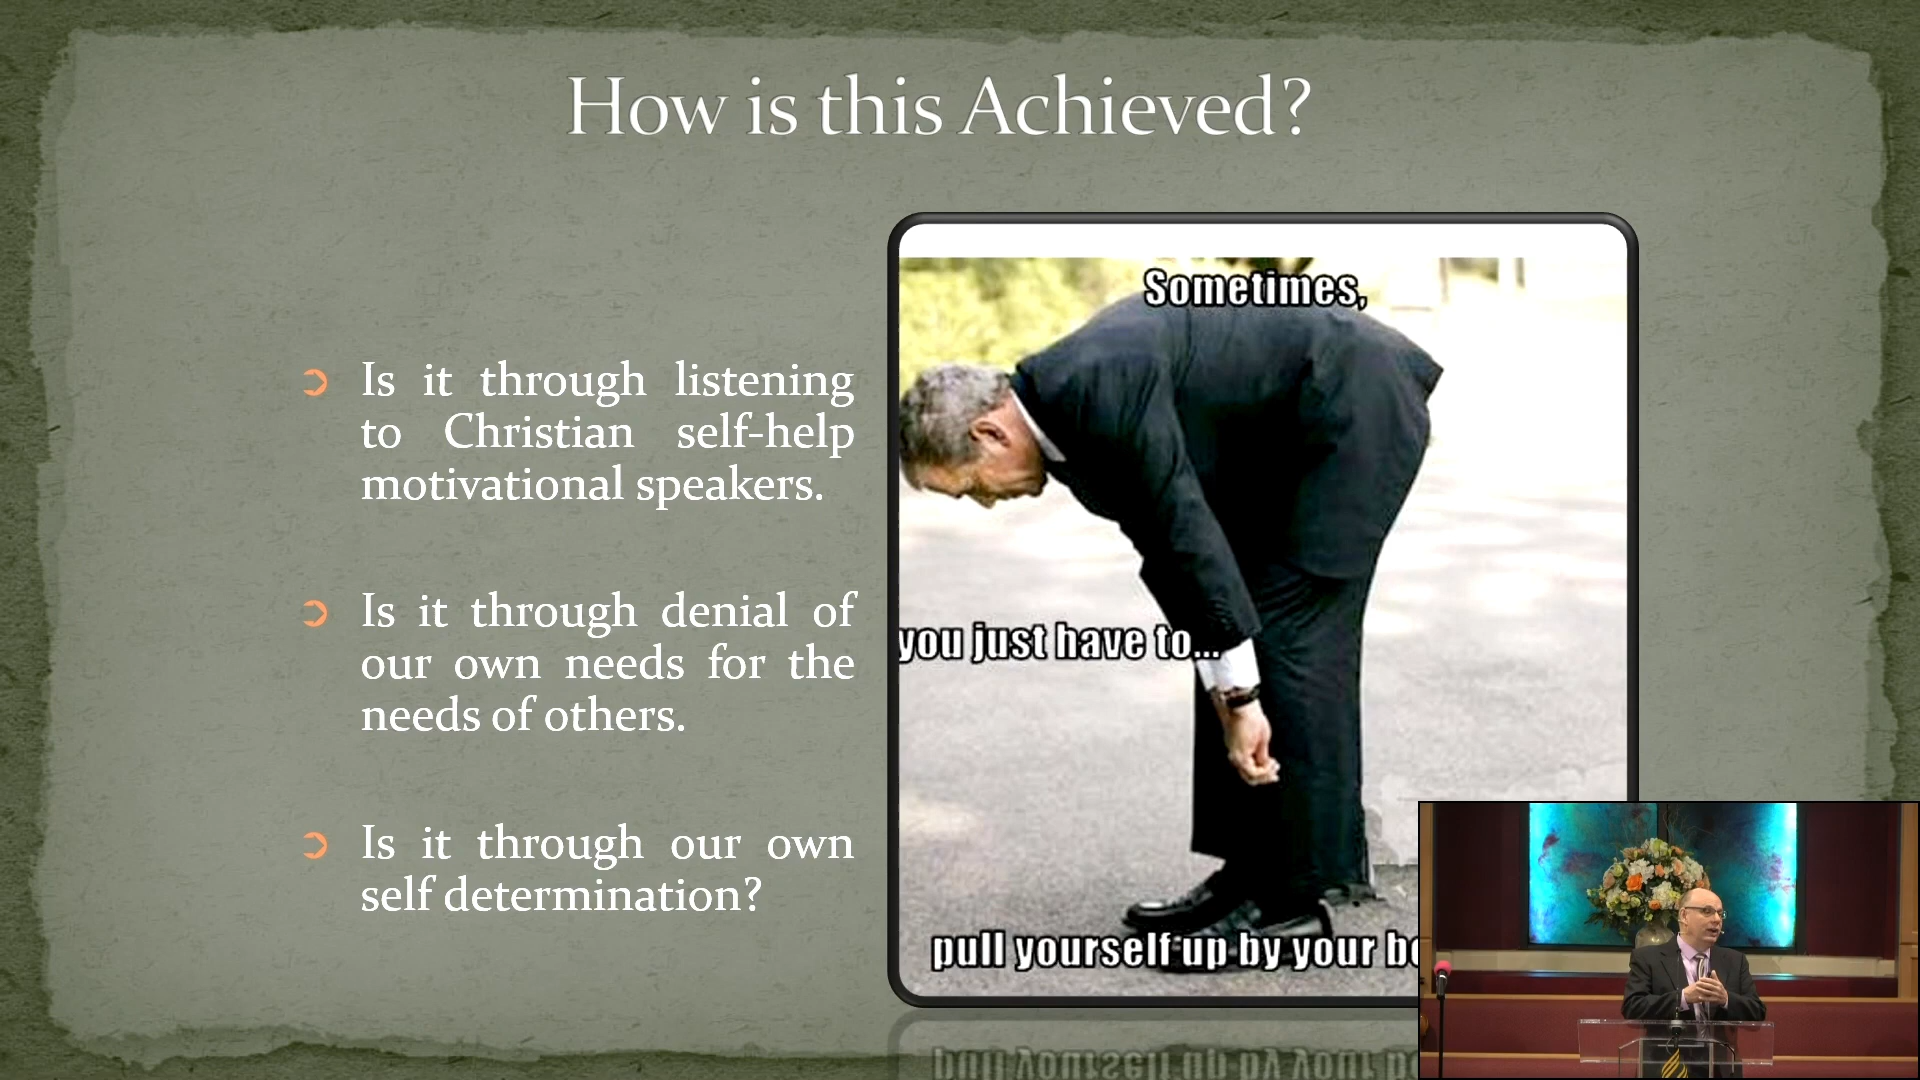 How is this Achieved?
Is it through listening
to Christian self-help
motivational speakers.
Is it through denial of
our own needs for the
needs of others.
Is it through our own
self determination?
Sometimes,
you just have to...
pull yourself up by your